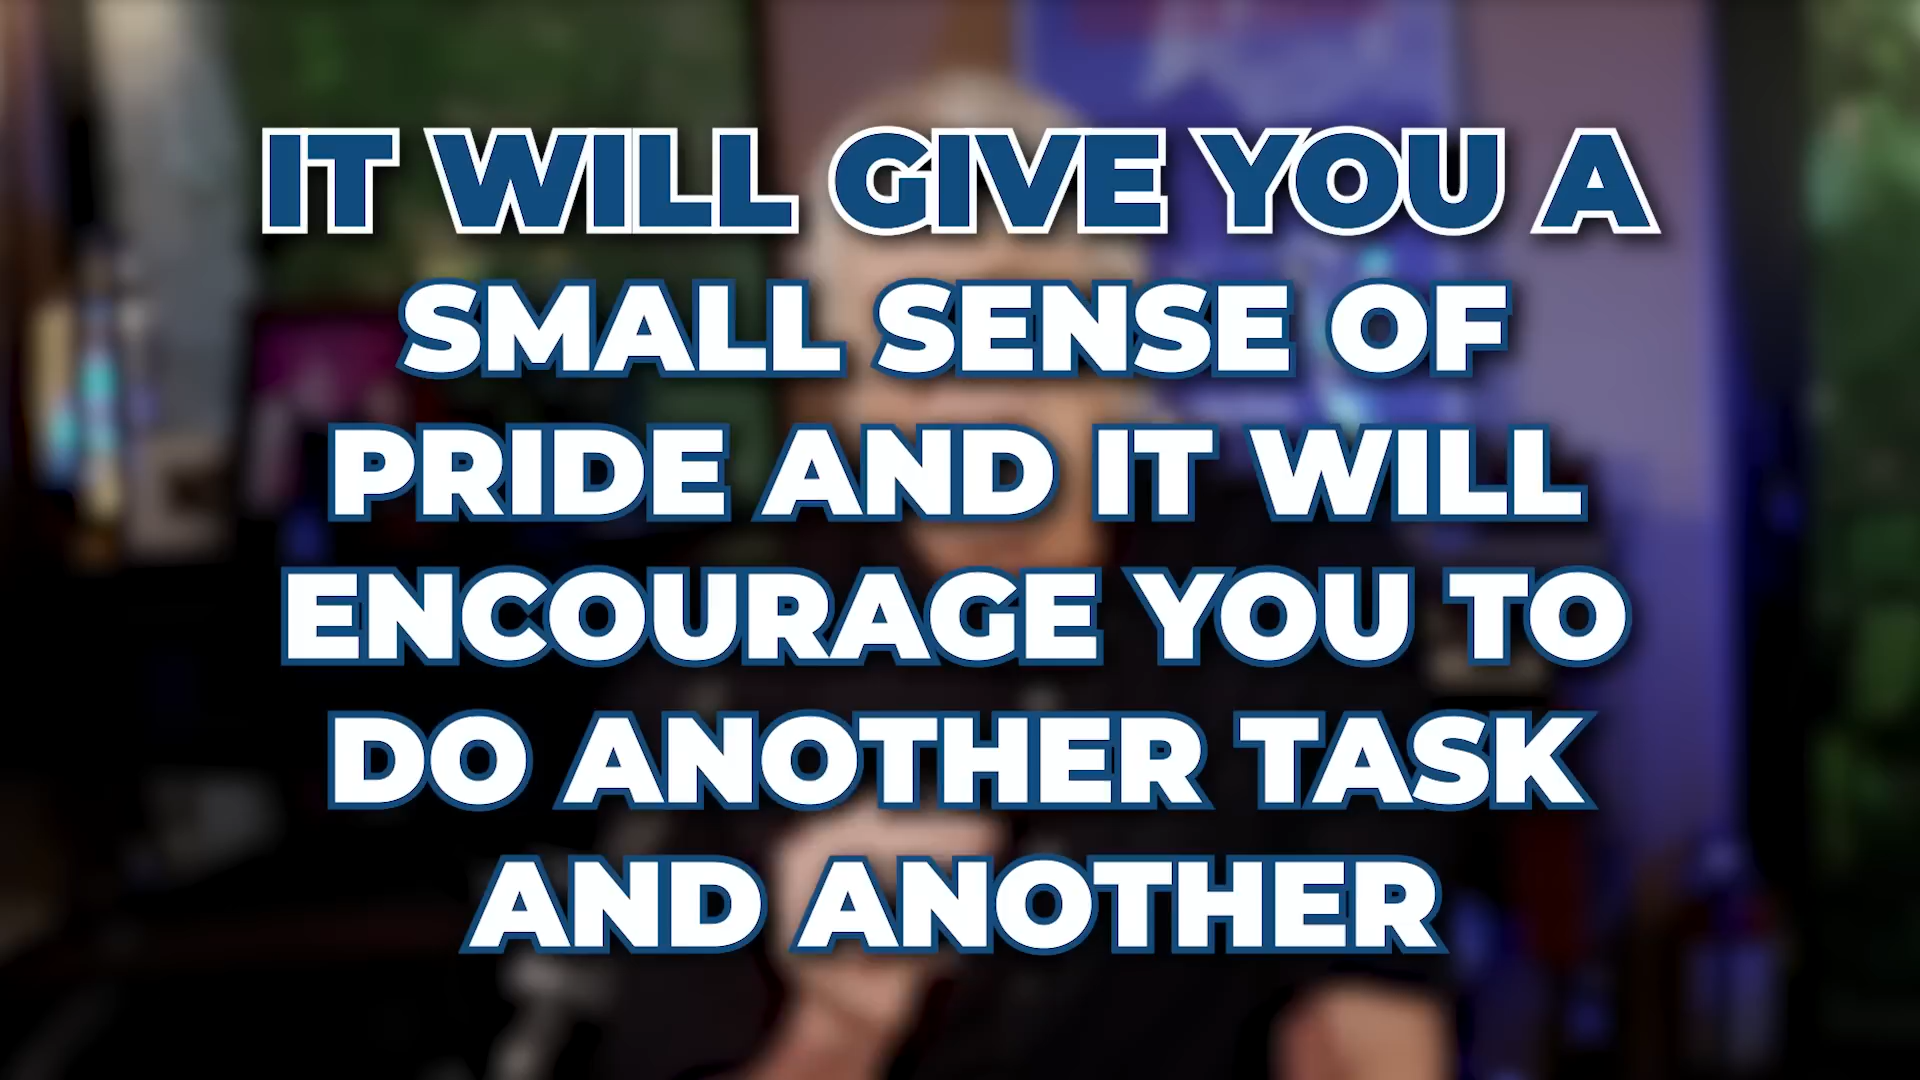 IT WILL GIVE YOU A
SMALL SENSE OF
PRIDE AND IT WILL
ENCOURAGE YOU TO
DO ANOTHER TASK
AND ANOTHER